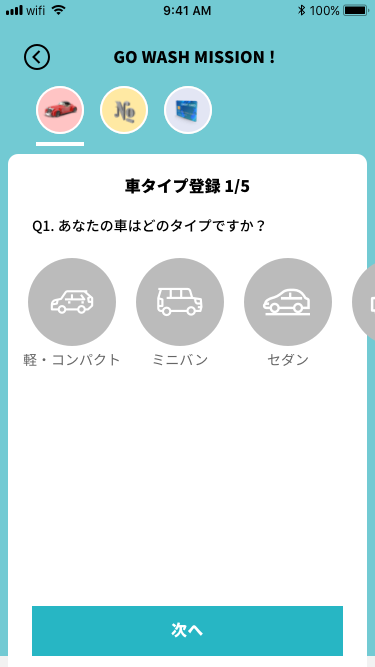 wifi 9:41 AM 100%
GO WASH MISSION !
№
車タイプ登録 1/5
Q1. あなたの車はどのタイプですか？
軽・コンパクト ミニバン セダン
次へ